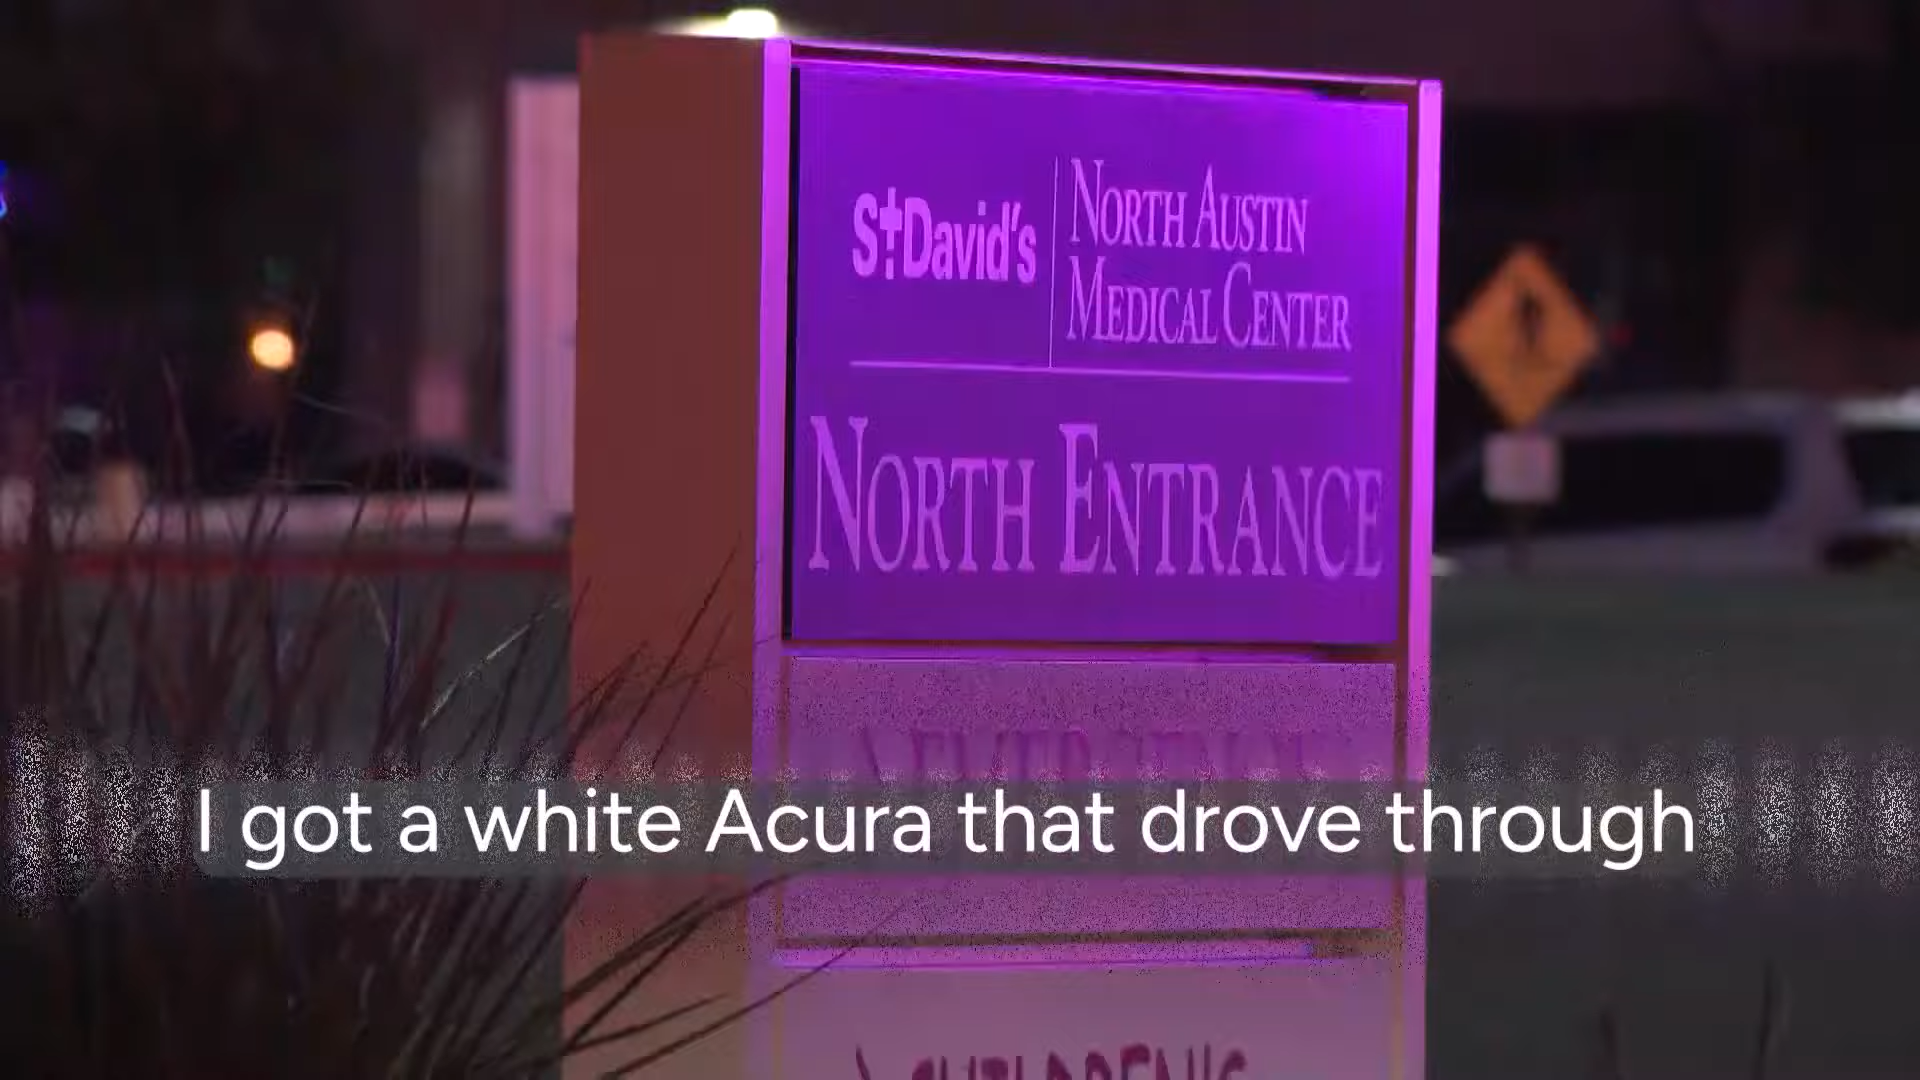 St David's
NORTH AUSTIN
MEDICAL CENTER
NORTH ENTRANCE
I got a white Acura that drove through